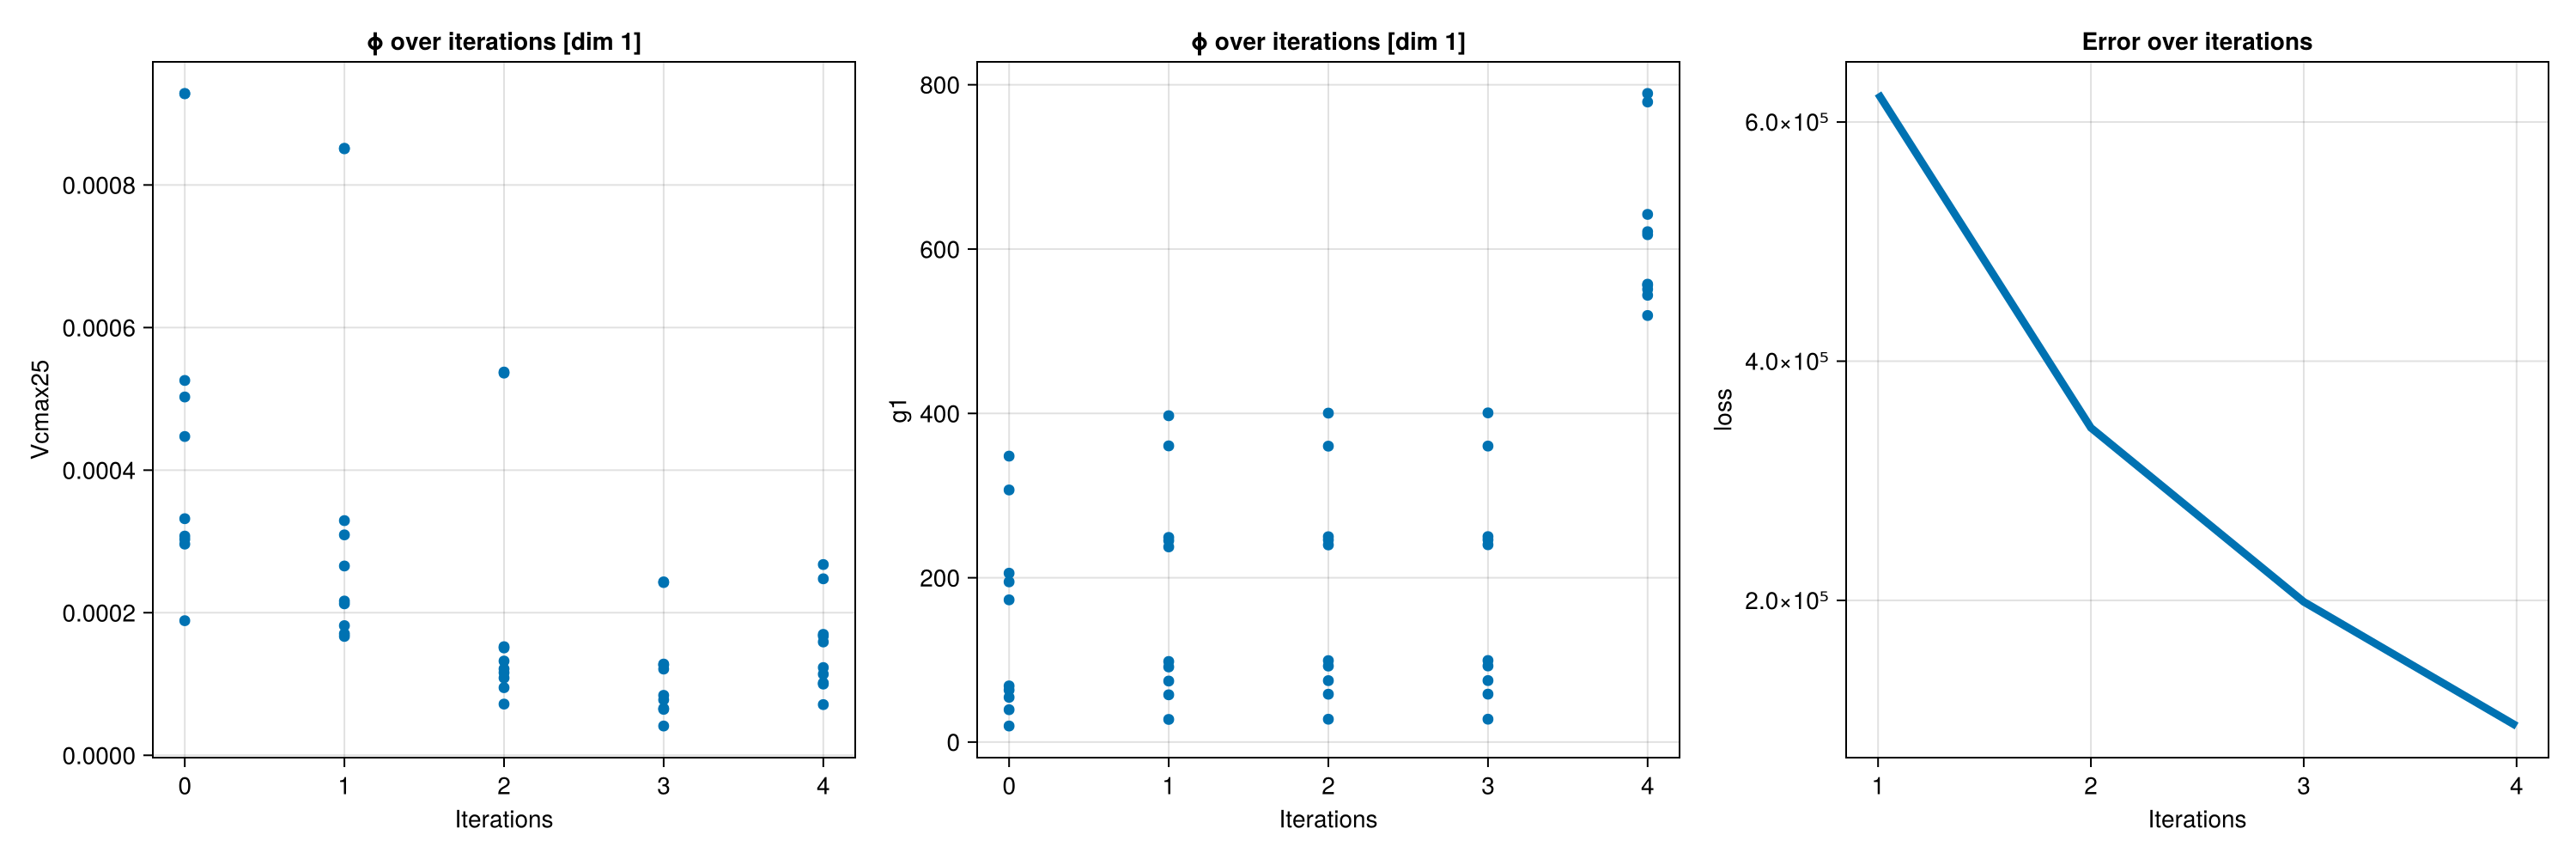 ϕ over iterations [dim 1]
Vcmax25
0.0008
0.0006
0.0004
0.0002
0.0000
0 1 2 3 4
Iterations
ϕ over iterations [dim 1]
g1
800
600
400
200
0
0 1 2 3 4
Iterations
Error over iterations
loss
6.0×10⁵
4.0×10⁵
2.0×10⁵
1 2 3 4
Iterations